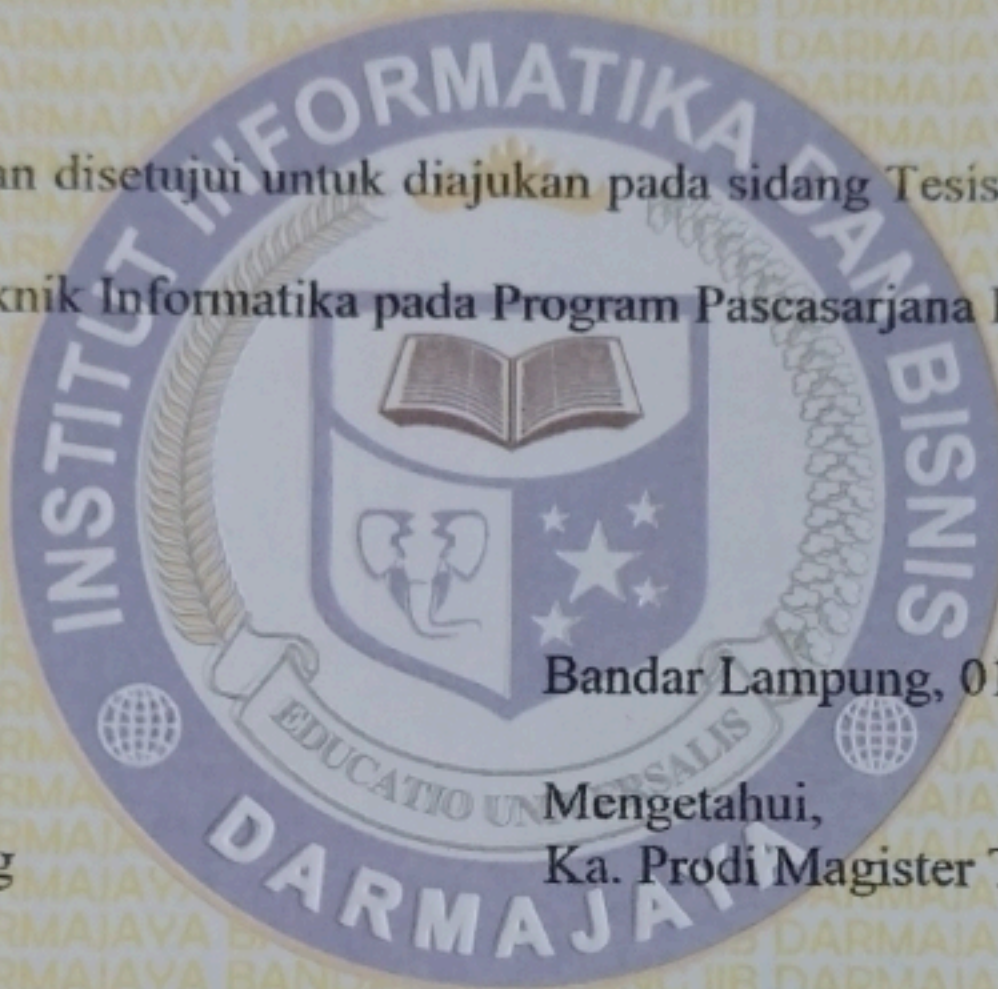 INSTITUT INFORMATIKA DAN BISNIS
an disetujui untuk diajukan pada sidang Tesis
knik Informatika pada Program Pascasarjana
Bandar Lampung, 01
EDUCATIO UNIVERSALIS
Mengetahui,
g
Ka. Prodi Magister T
DARMAJAYA